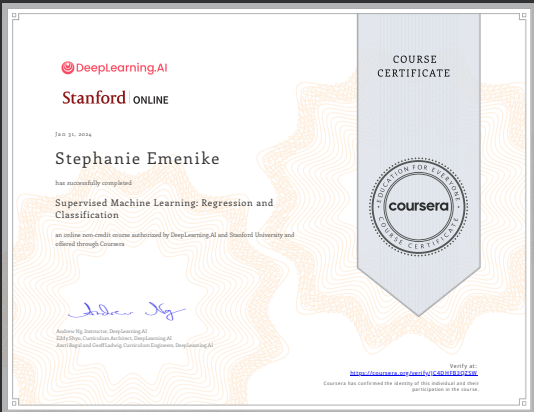 DeepLearning.AI
Stanford | ONLINE
Jan 31, 2024
Stephanie Emenike
has successfully completed
Supervised Machine Learning: Regression and
Classification
an online non-credit course authorized by DeepLearning.AI and Stanford University and
offered through Coursera
Andrew Ng, Instructor, DeepLearning.AI
Eddy Shyu, Curriculum Architect, DeepLearning.AI
Aarti Bagul and Geoff Ladwig Curriculum Engineers, DeepLearning.AI
COURSE
CERTIFICATE
EDUCATION FOR EVERYONE
coursera
COURSE CERTIFICATE
Verify at:
https://coursera.org/verify/
Coursera has confirmed the identity of this individual and their
participation in the course.